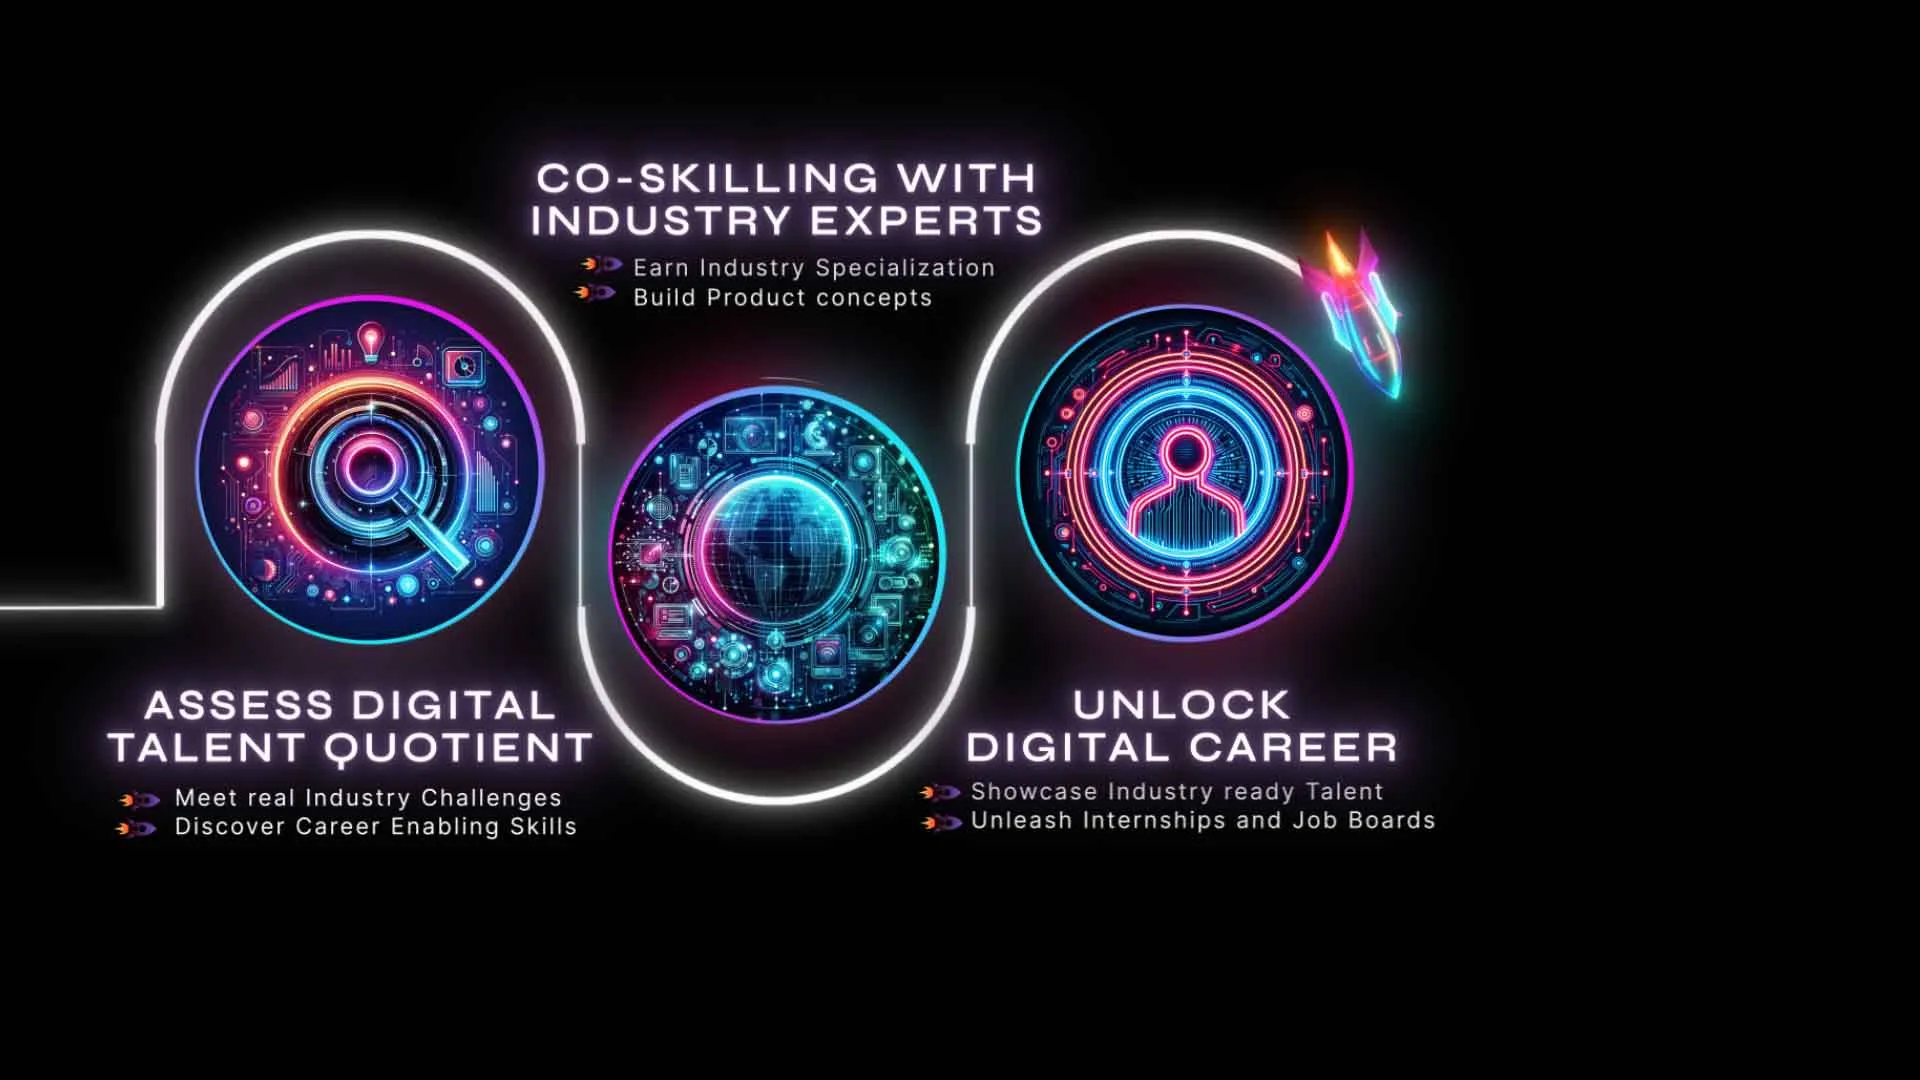 CO-SKILLING WITH
INDUSTRY EXPERTS
Earn Industry Specialization
Build Product concepts
ASSESS DIGITAL
TALENT QUOTIENT
Meet real Industry Challenges
Discover Career Enabling Skills
UNLOCK
DIGITAL CAREER
Showcase Industry ready Talent
Unleash Internships and Job Boards